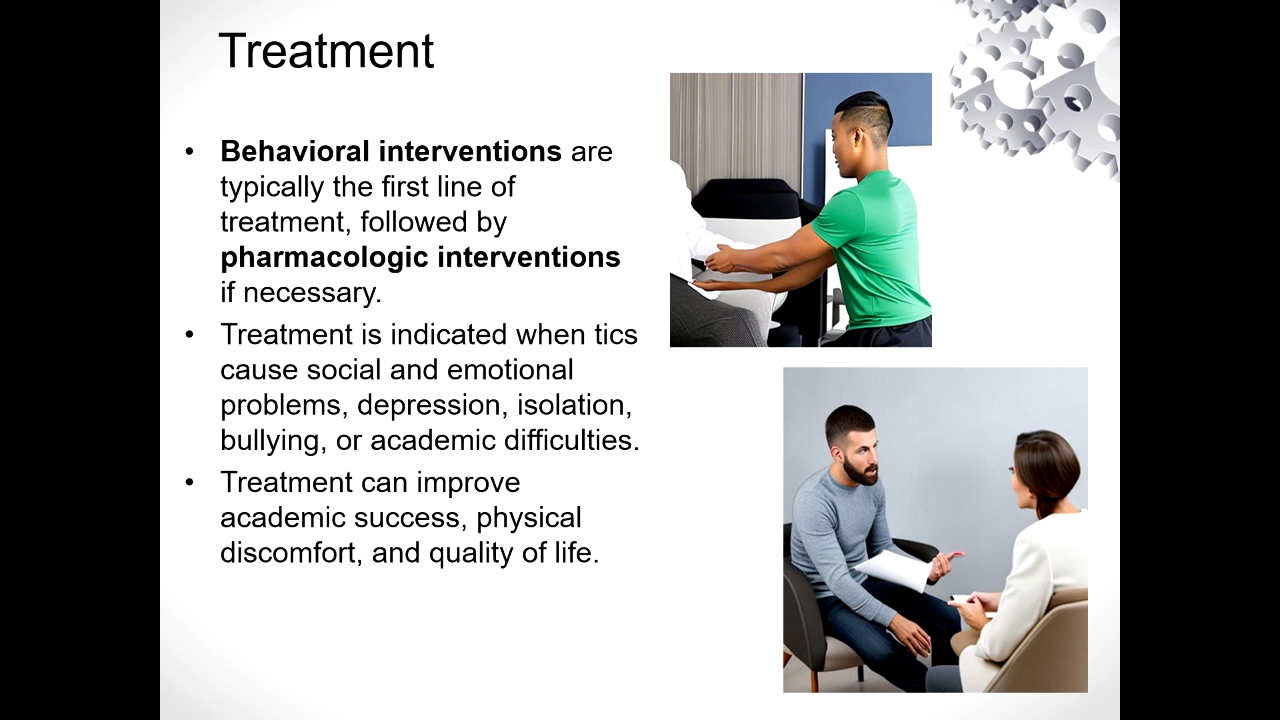 Treatment
• Behavioral interventions are
typically the first line of
treatment, followed by
pharmacologic interventions
if necessary.
• Treatment is indicated when tics
cause social and emotional
problems, depression, isolation,
bullying, or academic difficulties.
• Treatment can improve
academic success, physical
discomfort, and quality of life.